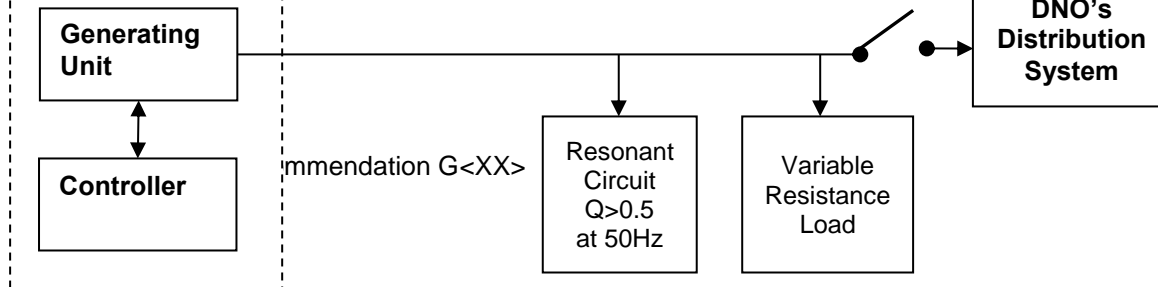 Generating
Unit
Controller
mmendation G<XX>
Resonant
Circuit
Q>0.5
at 50Hz
Variable
Resistance
Load
DNO's
Distribution
System